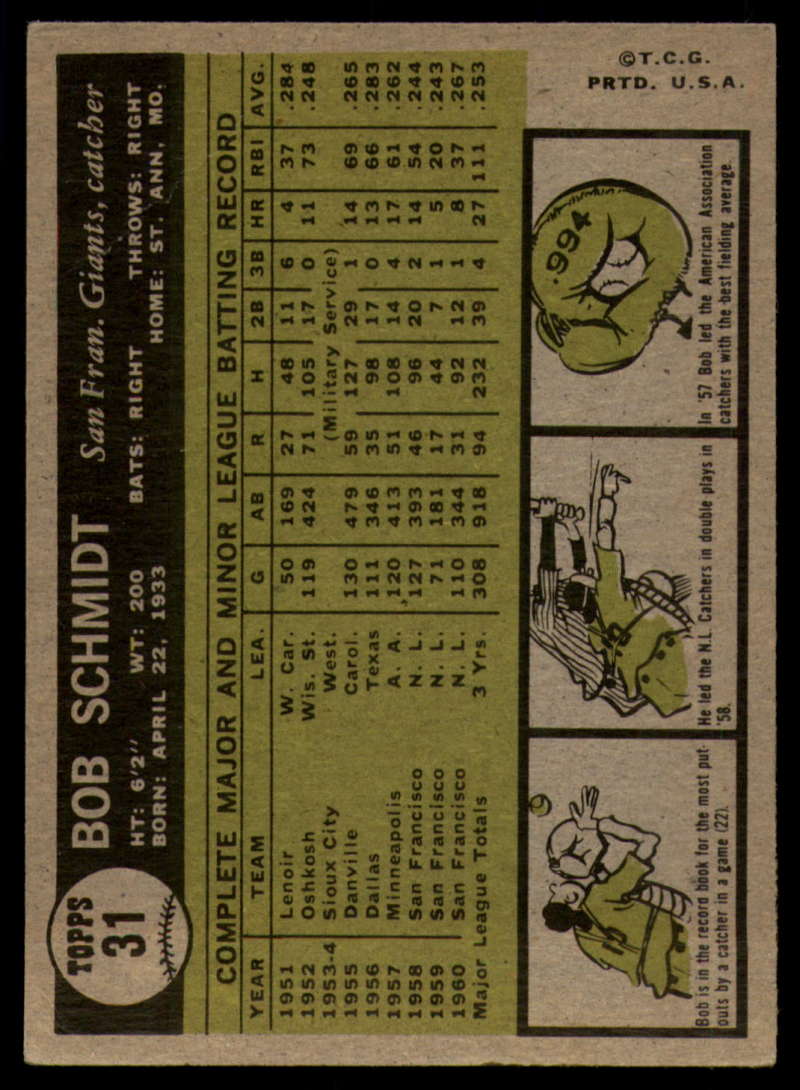 TOPPS
31
BOB SCHMIDT San Fran. Giants, catcher
HT: 6'2" WT: 200 BATS: RIGHT THROWS: RIGHT
BORN: APRIL 22, 1933 HOME: ST. ANN, MO.
COMPLETE MAJOR AND MINOR LEAGUE BATTING RECORD
YEAR TEAM LEA. G AB R H 2B 3B HR RBI AVG.
1951 Lenoir W. Car. 50 169 27 48 11 6 4 37 .284
1952 Oshkosh Wis. St. 119 424 71 105 17 0 11 73 .248
1953-4 Sioux City West. (Military Service)
1955 Danville Carol. 130 479 59 127 29 1 14 69 .265
1956 Dallas Texas 111 346 35 98 17 0 13 66 .283
1957 Minneapolis A. A. 120 413 51 108 14 4 17 61 .262
1958 San Francisco N. L. 127 393 46 96 20 2 14 54 .244
1959 San Francisco N. L. 71 181 17 44 7 1 5 20 .243
1960 San Francisco N. L. 110 344 31 92 12 1 8 37 .267
Major League Totals 3 Yrs. 308 918 94 232 39 4 27 111 .253
Bob is in the record book for the most put-
outs by a catcher in a game (22).
He led the N.L. Catchers in double plays in
'58.
.994
In '57 Bob led the American Association
catchers with the best fielding average.
©T.C.G.
PRTD. U.S.A.